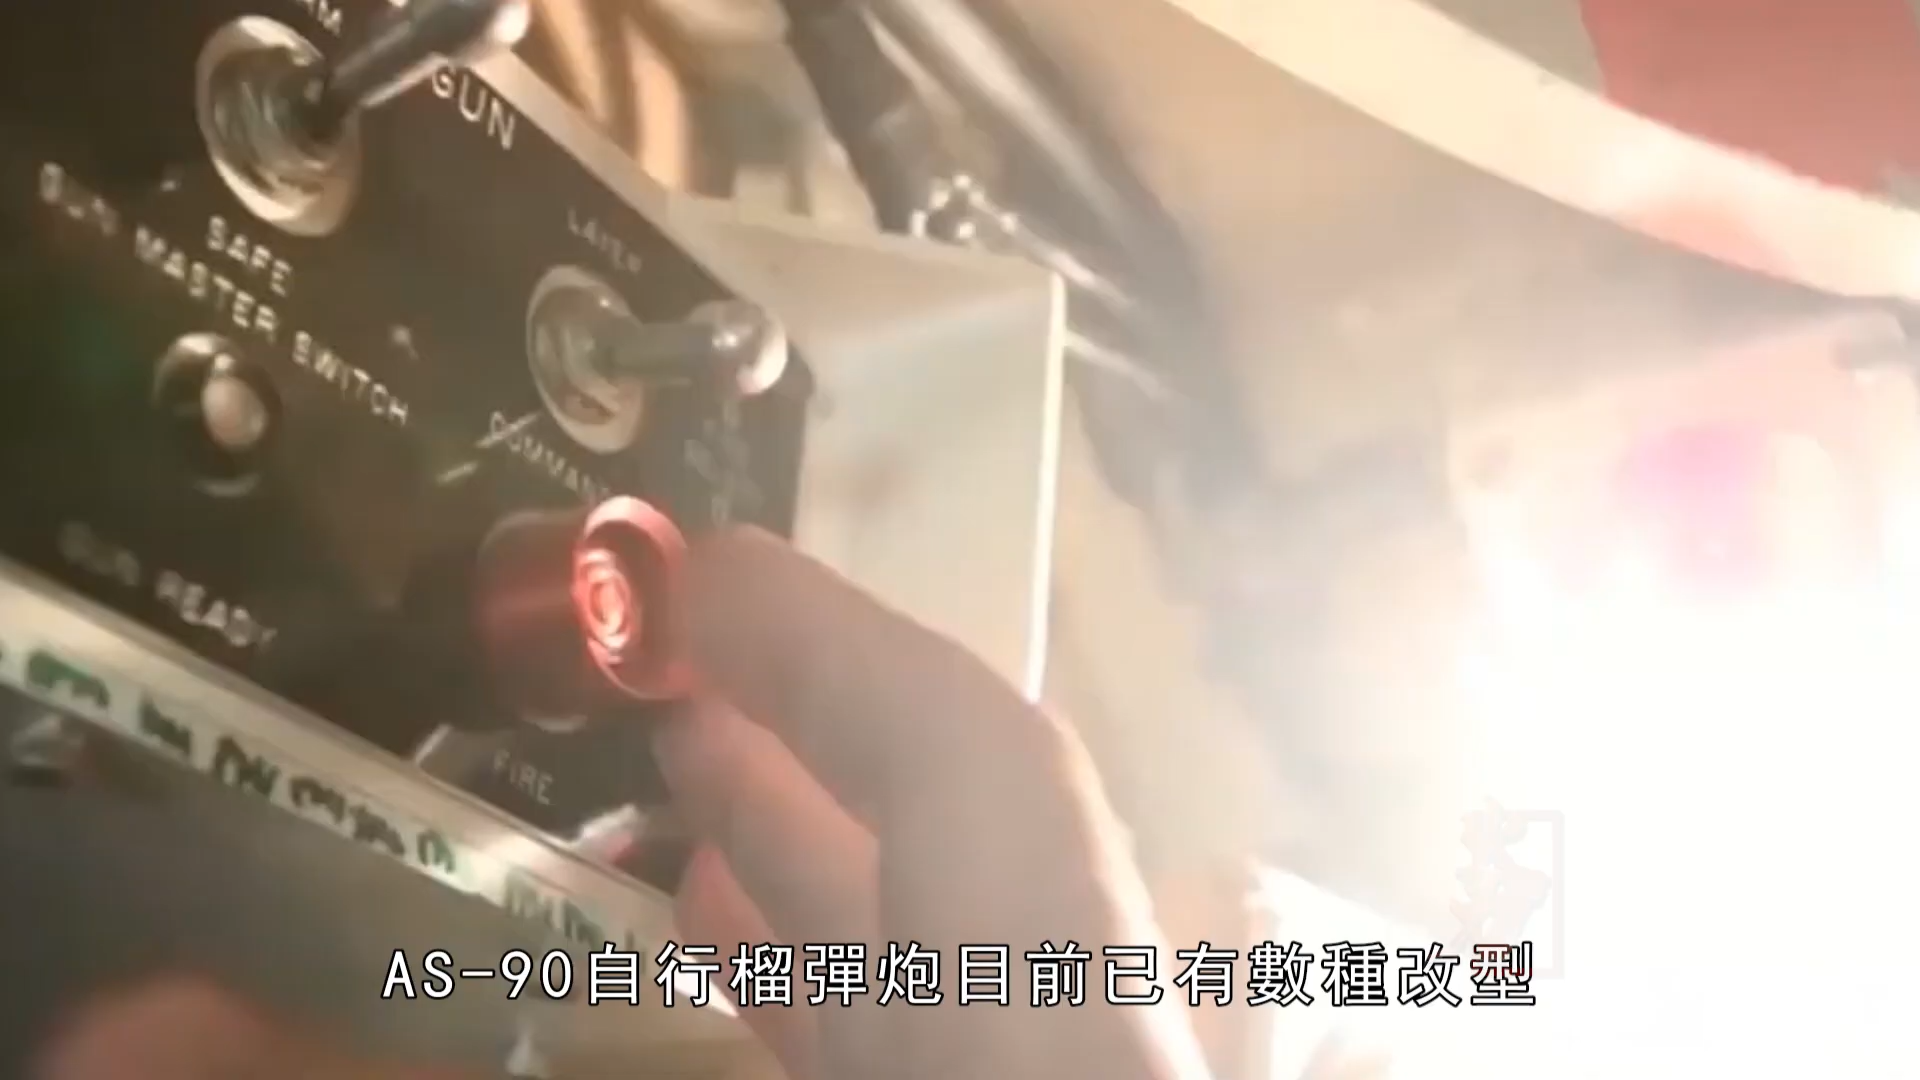 GUN
SAFE
GUN MASTER SWITCH
LAYER
COMMAND
GUN READY
FIRE
AS-90自行榴彈炮目前已有數種改型